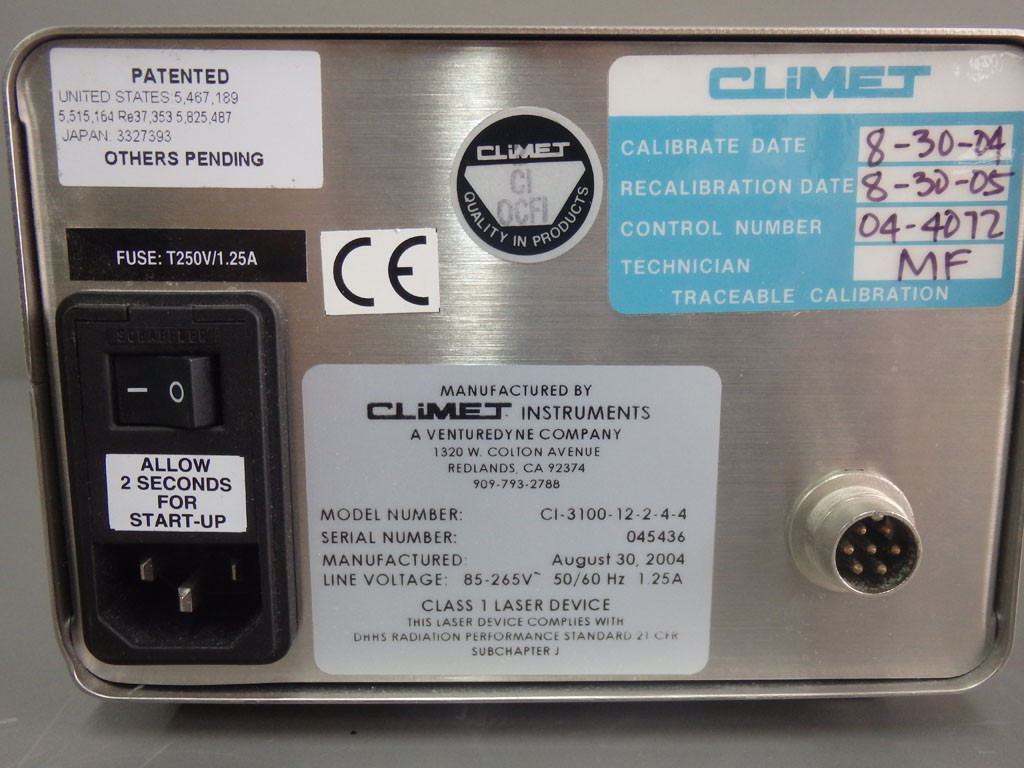 PATENTED
UNITED STATES:5,467,189
5,515,164 Re37,353 5,825,487
JAPAN: 3327393
OTHERS PENDING
FUSE: T250V/1.25A
CE
CLiMET
CI
OCFI
QUALITY IN PRODUCTS
CLiMET
CALIBRATE DATE 8-30-04
RECALIBRATION DATE 8-30-05
CONTROL NUMBER 04-4072
TECHNICIAN MF
TRACEABLE CALIBRATION
SCHAFFNER
– O
ALLOW
2 SECONDS
FOR
START-UP
MANUFACTURED BY
CLiMET INSTRUMENTS
A VENTUREDYNE COMPANY
1320 W. COLTON AVENUE
REDLANDS, CA 92374
909-793-2788
MODEL NUMBER: CI-3100-12-2-4-4
SERIAL NUMBER: 045436
MANUFACTURED: August 30, 2004
LINE VOLTAGE: 85-265V~ 50/60 Hz 1.25A
CLASS 1 LASER DEVICE
THIS LASER DEVICE COMPLIES WITH
DHHS RADIATION PERFORMANCE STANDARD 21 CFR
SUBCHAPTER J